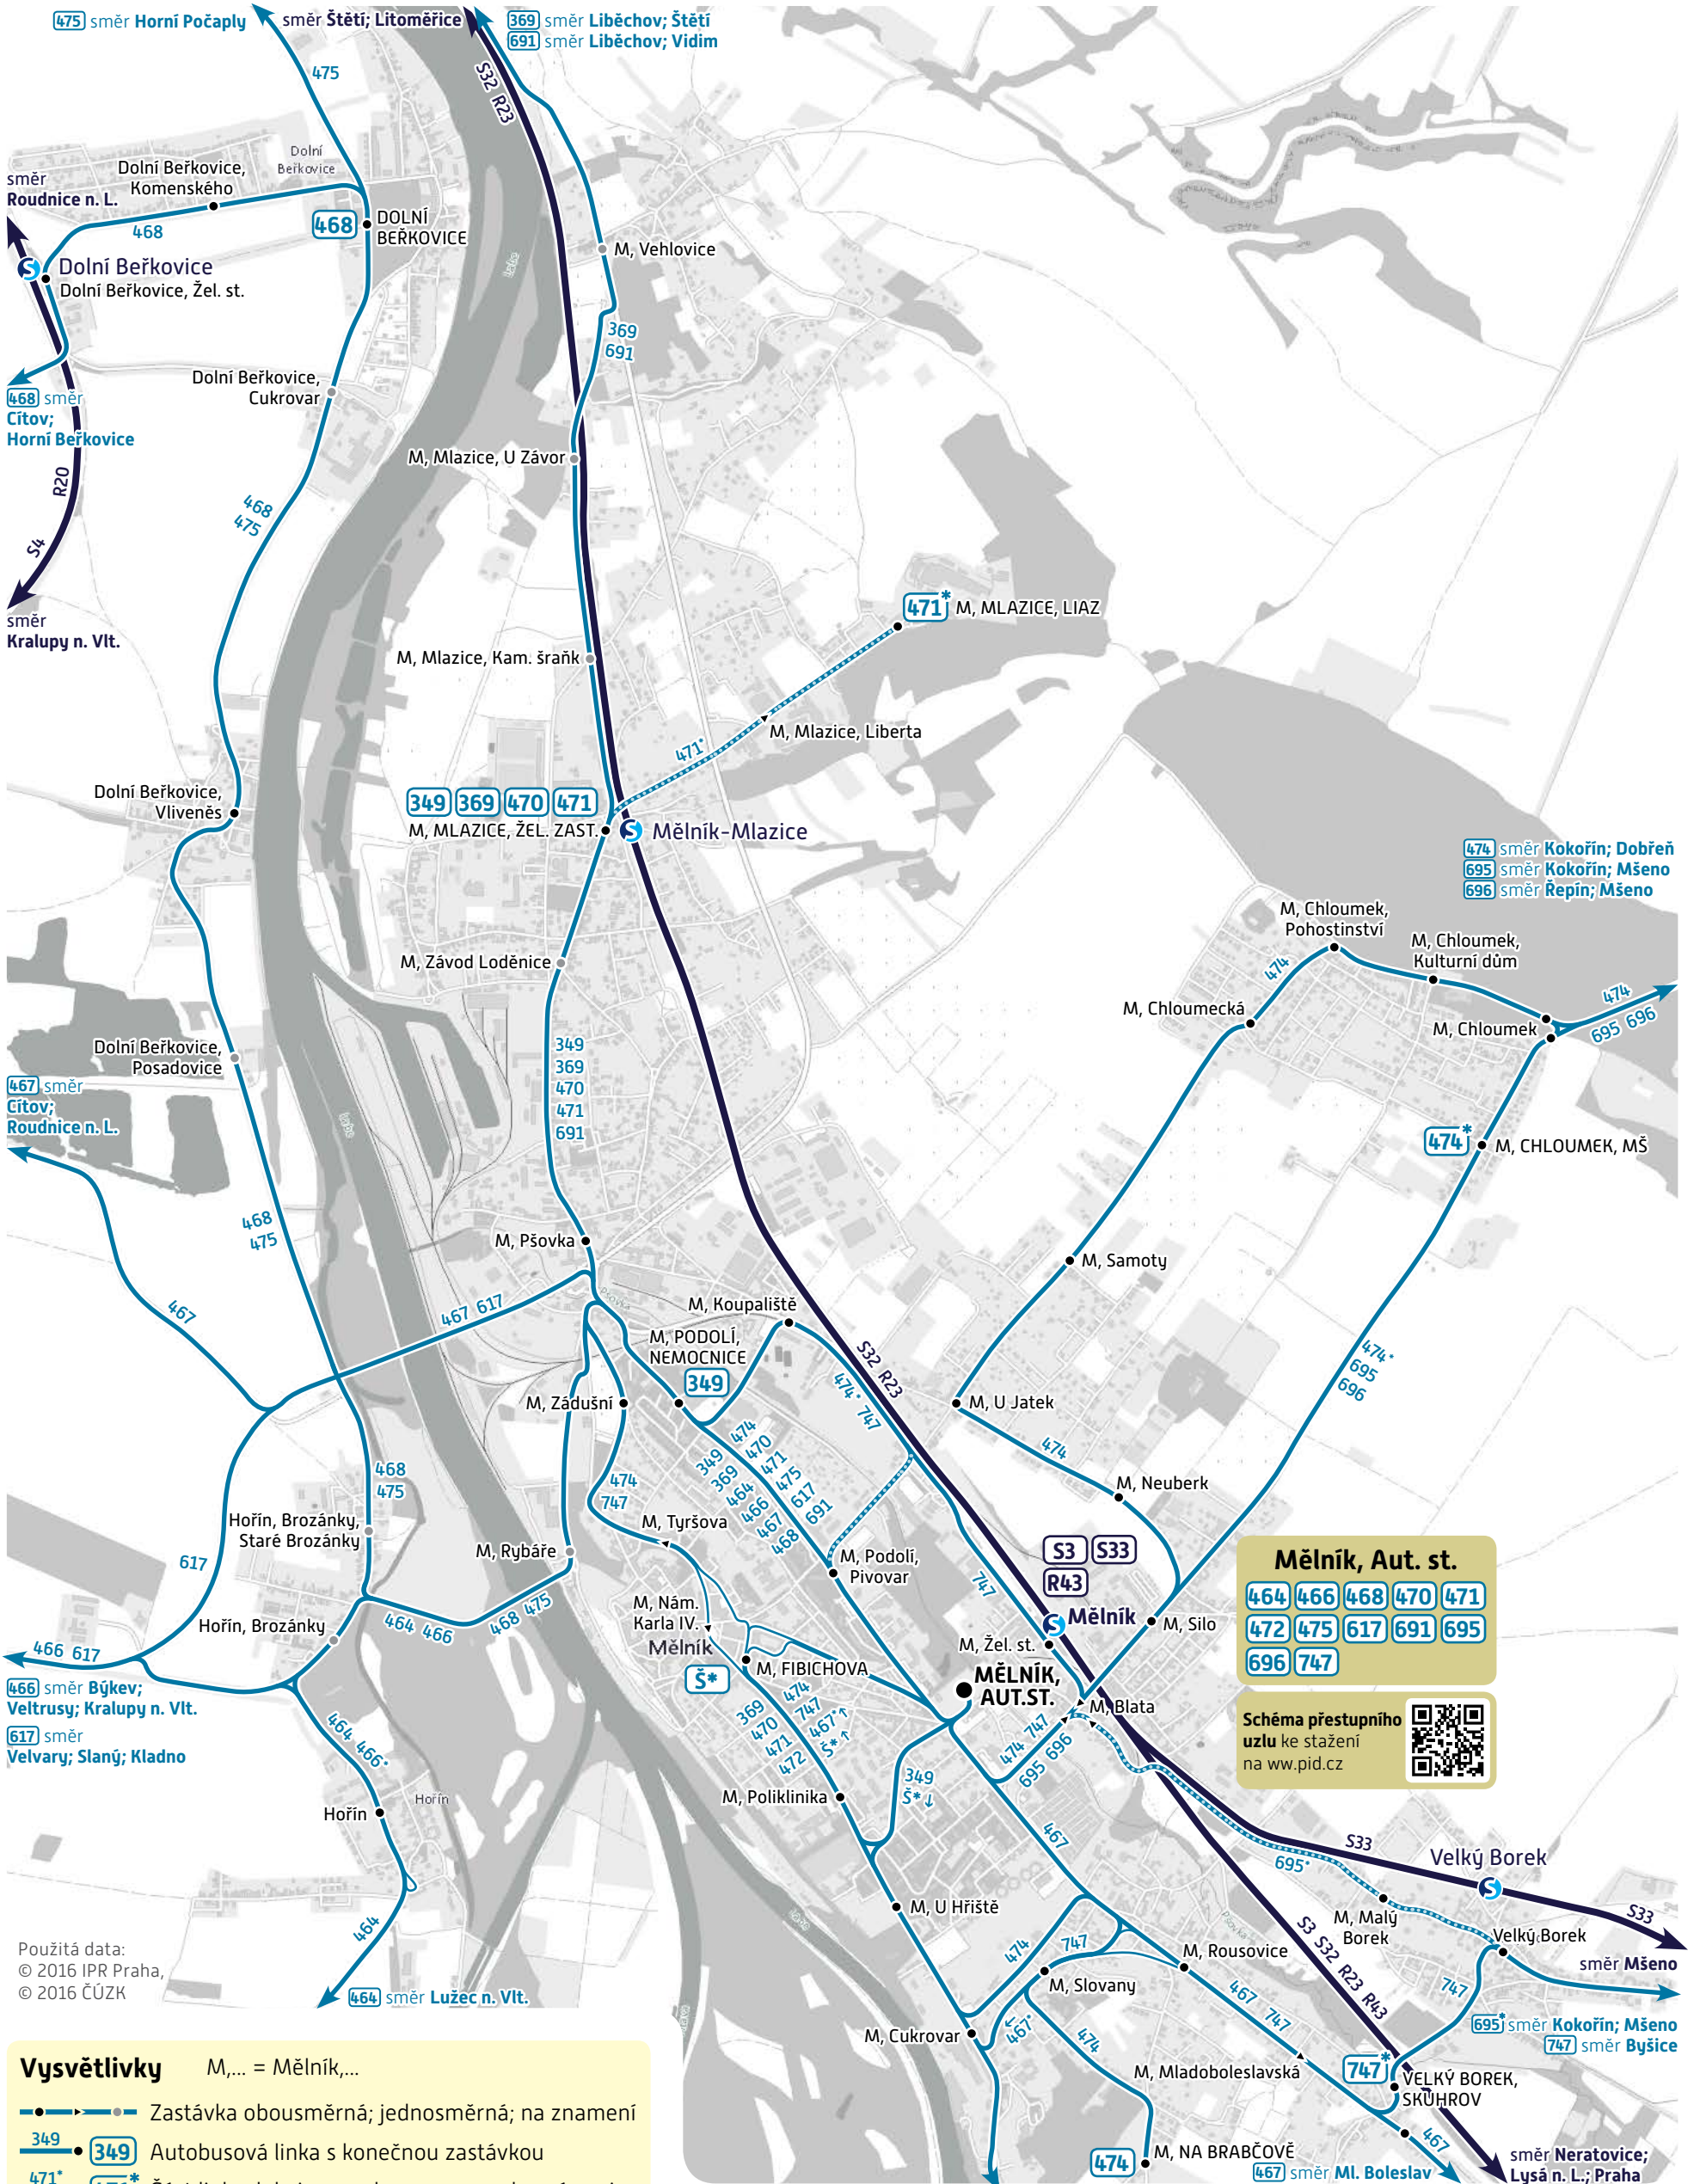 475 směr Horní Počaply
směr Štětí; Litoměřice
369 směr Liběchov; Štětí
691 směr Liběchov; Vidim
475
S32 R23
Dolní
Beřkovice
Dolní Beřkovice,
Komenského
směr
Roudnice n. L.
468
468
DOLNÍ
BEŘKOVICE
Labe
M, Vehlovice
Dolní Beřkovice
Dolní Beřkovice, Žel. st.
369
691
468 směr
Cítov;
Horní Beřkovice
Dolní Beřkovice,
Cukrovar
M, Mlazice, U Závor
R20
S4
468
475
směr
Kralupy n. Vlt.
471* M, MLAZICE, LIAZ
M, Mlazice, Kam. šraňk
M, Mlazice, Liberta
471*
Dolní Beřkovice,
Vliveněs
349 369 470 471
M, MLAZICE, ŽEL. ZAST.
Mělník-Mlazice
474 směr Kokořín; Dobřeň
695 směr Kokořín; Mšeno
696 směr Řepín; Mšeno
M, Chloumek,
Pohostinství
M, Chloumek,
Kulturní dům
474
M, Závod Loděnice
M, Chloumecká
M, Chloumek
474
695 696
349
369
470
471
691
Dolní Beřkovice,
Posadovice
Labe
467 směr
Cítov;
Roudnice n. L.
474*
M, CHLOUMEK, MŠ
468
475
M, Pšovka
M, Samoty
467
467 617
Pšovka
M, Koupaliště
M, PODOLÍ,
NEMOCNICE
349
S32 R23
474* 747
474*
695
696
M, Zádušní
M, U Jatek
474
349
369
464
466
467
468
474
470
471
475
617
691
468
475
474
747
M, Neuberk
Hořín, Brozánky,
Staré Brozánky
M, Tyršova
M, Rybáře
M, Podolí,
Pivovar
617
747
S3 S33
R43
Mělník
M, Silo
Mělník, Aut. st.
464 466 468 470 471
472 475 617 691 695
696 747
Hořín, Brozánky
464 466
468 475
M, Nám.
Karla IV.
Mělník
Š*
M, FIBICHOVA
M, Žel. st.
MĚLNÍK,
AUT.ST.
M, Blata
466 617
466 směr Býkev;
Veltrusy; Kralupy n. Vlt.
617 směr
Velvary; Slaný; Kladno
464 466*
369
470
471
472
474
747
467*↑
Š* ↑
474 747
695 696
Schéma přestupního
uzlu ke stažení
na ww.pid.cz
349
Š*↓
M, Poliklinika
Hořín
Hořín
467
S33
695*
Velký Borek
M, U Hřiště
Labe
Pšovka
M, Malý
Borek
S33
Velký Borek
směr Mšeno
464
S3 S32 R23 R43
474
747
M, Rousovice
M, Slovany
467 747
747
Použitá data:
© 2016 IPR Praha,
© 2016 ČÚZK
464 směr Lužec n. Vlt.
Vltava
M, Cukrovar
←467*
474
695* směr Kokořín; Mšeno
747 směr Byšice
M, Mladoboleslavská
747*
VELKÝ BOREK,
SKUHROV
Vysvětlivky M,... = Mělník,...
Zastávka obousměrná; jednosměrná; na znamení
349 349 Autobusová linka s konečnou zastávkou
471*
474 M, NA BRABČOVĚ
467
467 směr Ml. Boleslav
směr Neratovice;
Lysá n. L.; Praha